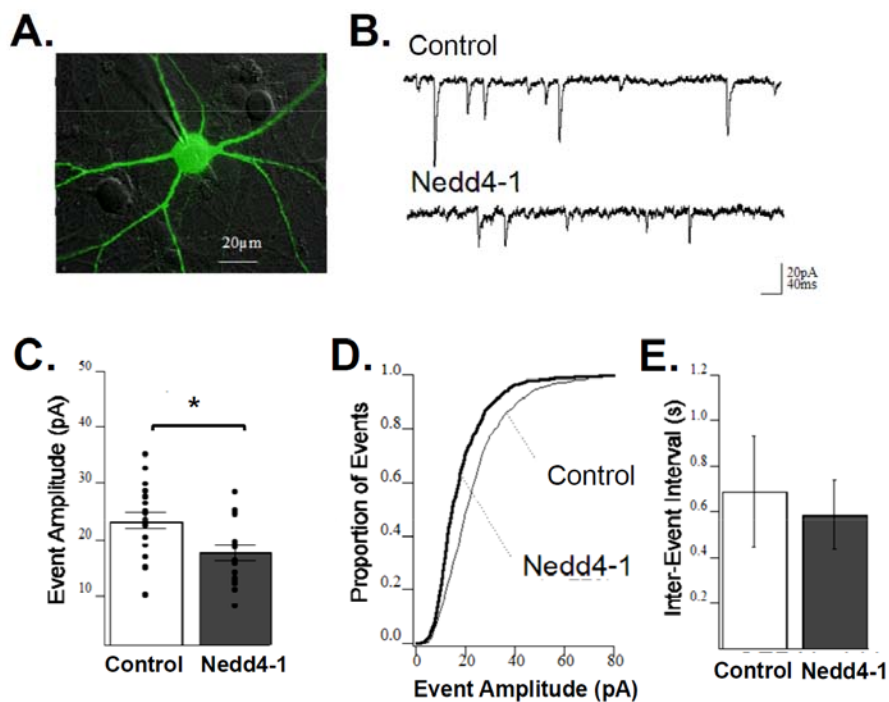 A.
20µm
B.
Control
Nedd4-1
20pA
40ms
C.
Event Amplitude (pA)
50
40
30
20
10
*
Control Nedd4-1
D.
Proportion of Events
1.0
0.8
0.6
0.4
0.2
0.0
Control
Nedd4-1
0 20 40 60 80
Event Amplitude (pA)
E.
Inter-Event Interval (s)
1.2
1.0
0.8
0.6
0.4
0.2
Control Nedd4-1